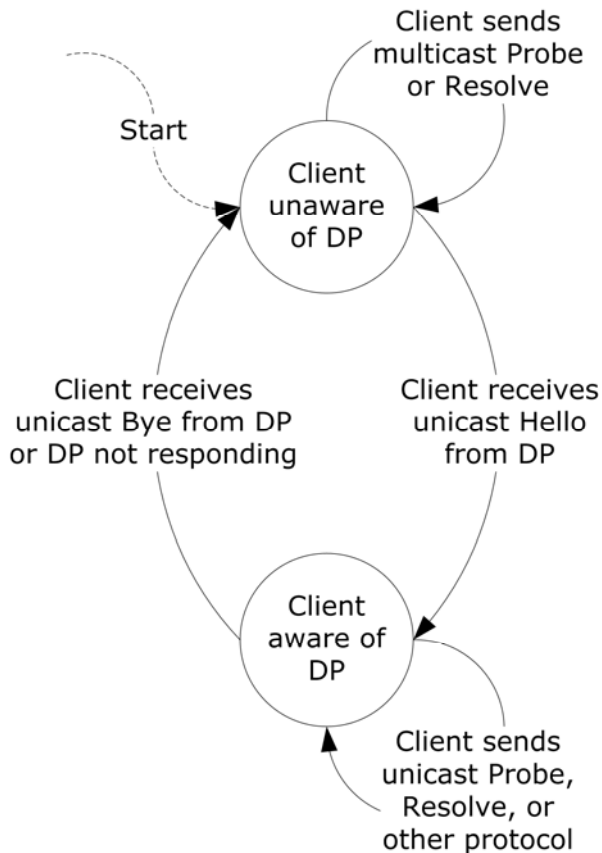 Client sends
multicast Probe
or Resolve
Start
Client
unaware
of DP
Client receives
unicast Bye from DP
or DP not responding
Client receives
unicast Hello
from DP
Client
aware of
DP
Client sends
unicast Probe,
Resolve, or
other protocol